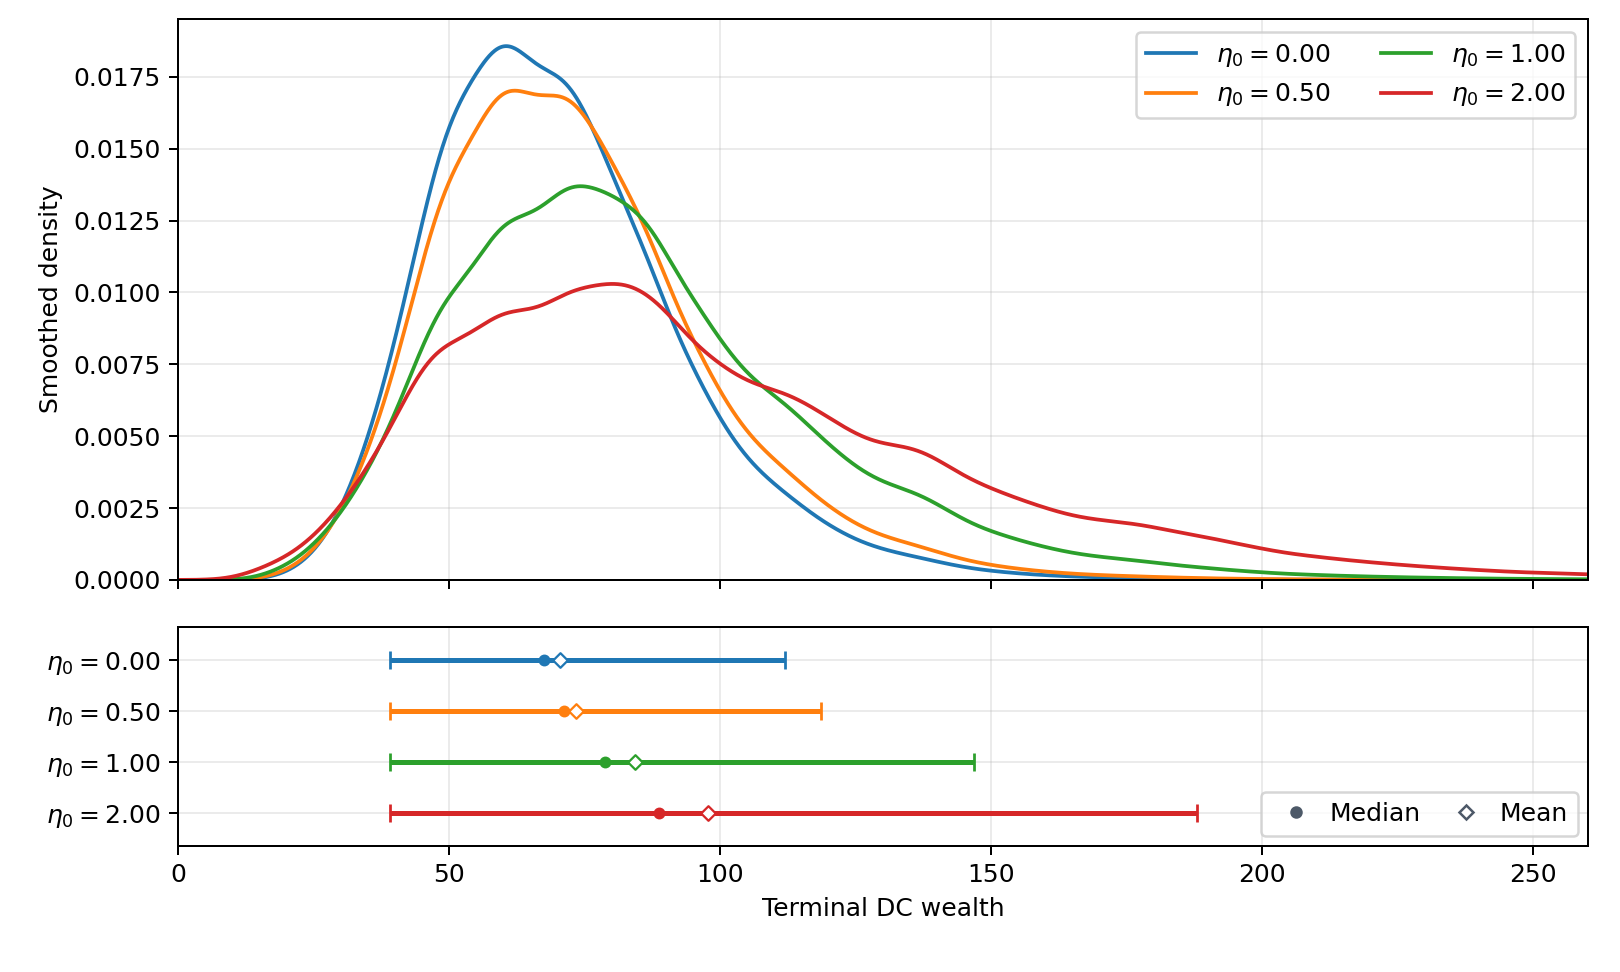 η₀ = 0.00 η₀ = 1.00
η₀ = 0.50 η₀ = 2.00
Smoothed density
0.0175
0.0150
0.0125
0.0100
0.0075
0.0050
0.0025
0.0000
η₀ = 0.00
η₀ = 0.50
η₀ = 1.00
η₀ = 2.00
Median Mean
0 50 100 150 200 250
Terminal DC wealth